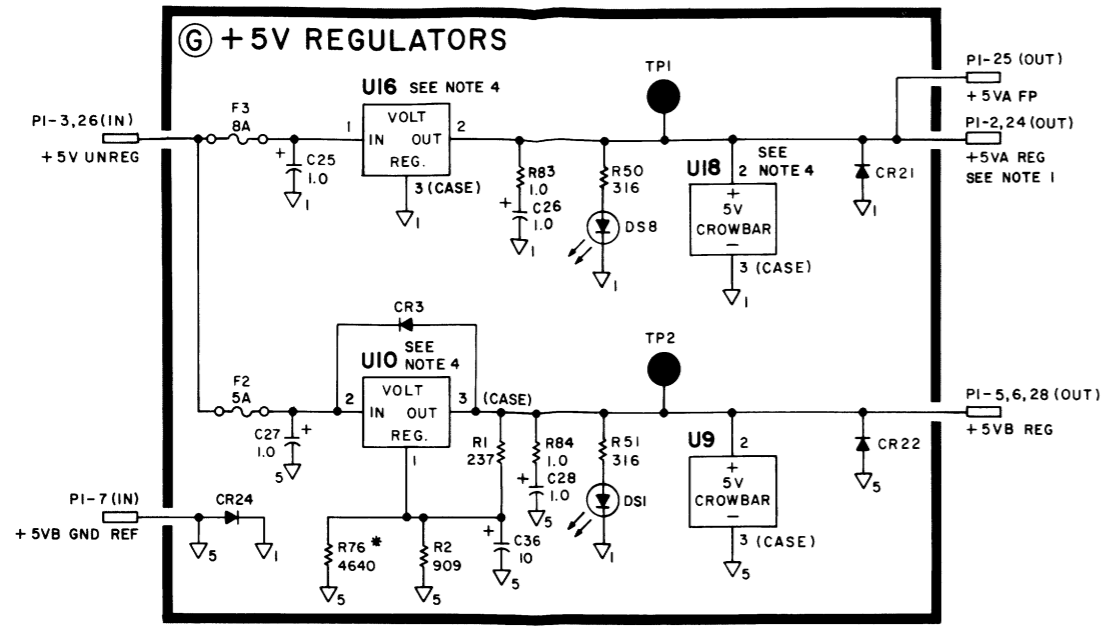 G +5V REGULATORS
P1-25 (OUT)
+5VA FP
P1-2,24 (OUT)
+5VA REG
SEE NOTE 1
P1-3,26(IN)
+5V UNREG
F3
8A
C25
1.0
+
1
U16 SEE NOTE 4
1
VOLT
IN OUT
REG.
2
3 (CASE)
1
R83
1.0
+
C26
1.0
1
R50
316
DS8
1
TP1
U18
SEE
NOTE 4
2
+
5V
CROWBAR
−
3 (CASE)
1
CR21
1
CR3
U10
SEE
NOTE 4
F2
5A
C27
1.0
+
5
2
VOLT
IN OUT
REG.
3
(CASE)
1
R1
237
R84
1.0
+
C28
1.0
5
R51
316
DS1
1
TP2
U9
2
+
5V
CROWBAR
−
3 (CASE)
5
CR22
5
P1-5,6,28 (OUT)
+5VB REG
P1-7(IN)
+5VB GND REF
CR24
5
1
R76 *
4640
5
R2
909
5
+
C36
10
5